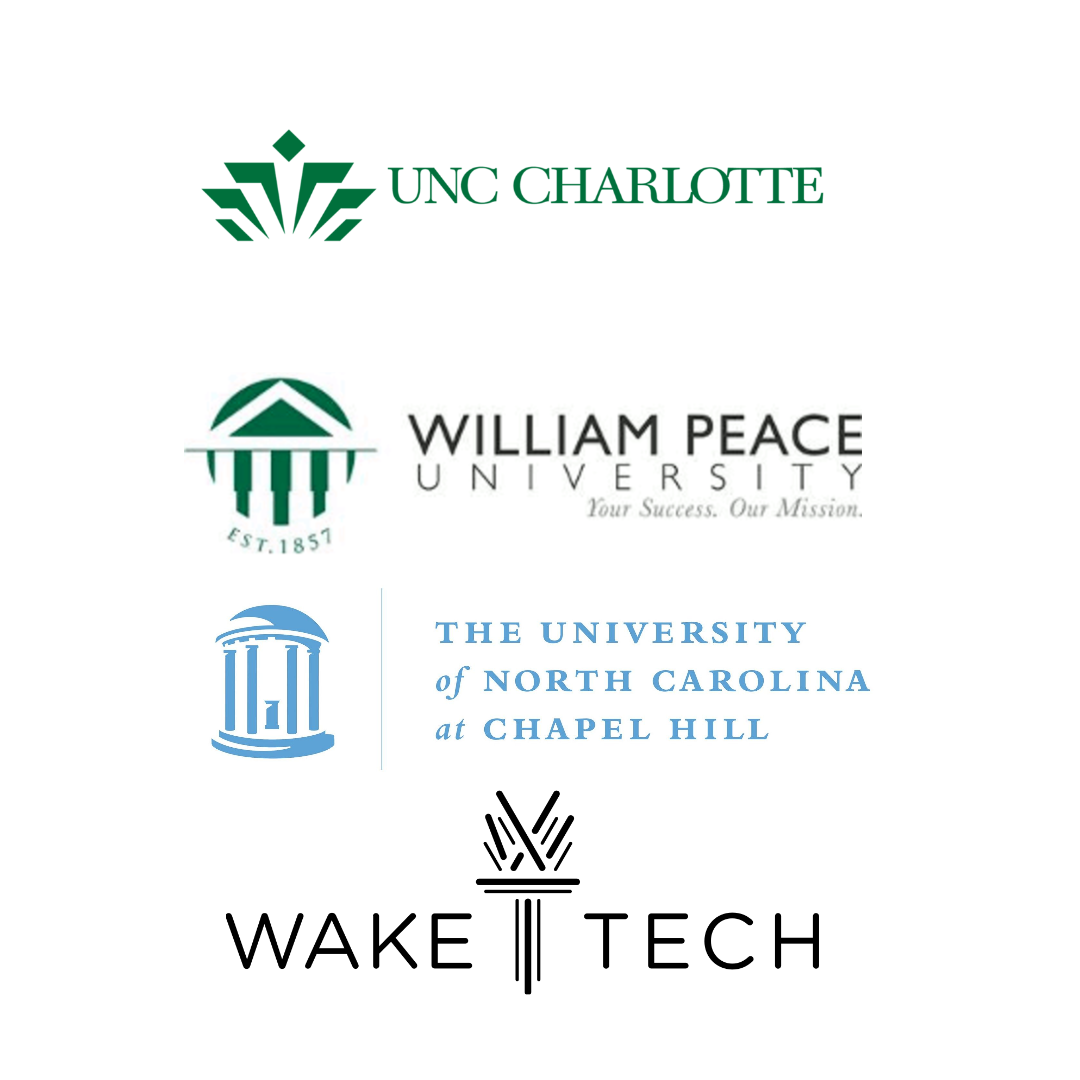 UNC CHARLOTTE
WILLIAM PEACE
UNIVERSITY
Your Success. Our Mission.
EST. 1857
THE UNIVERSITY
of NORTH CAROLINA
at CHAPEL HILL
WAKE TECH